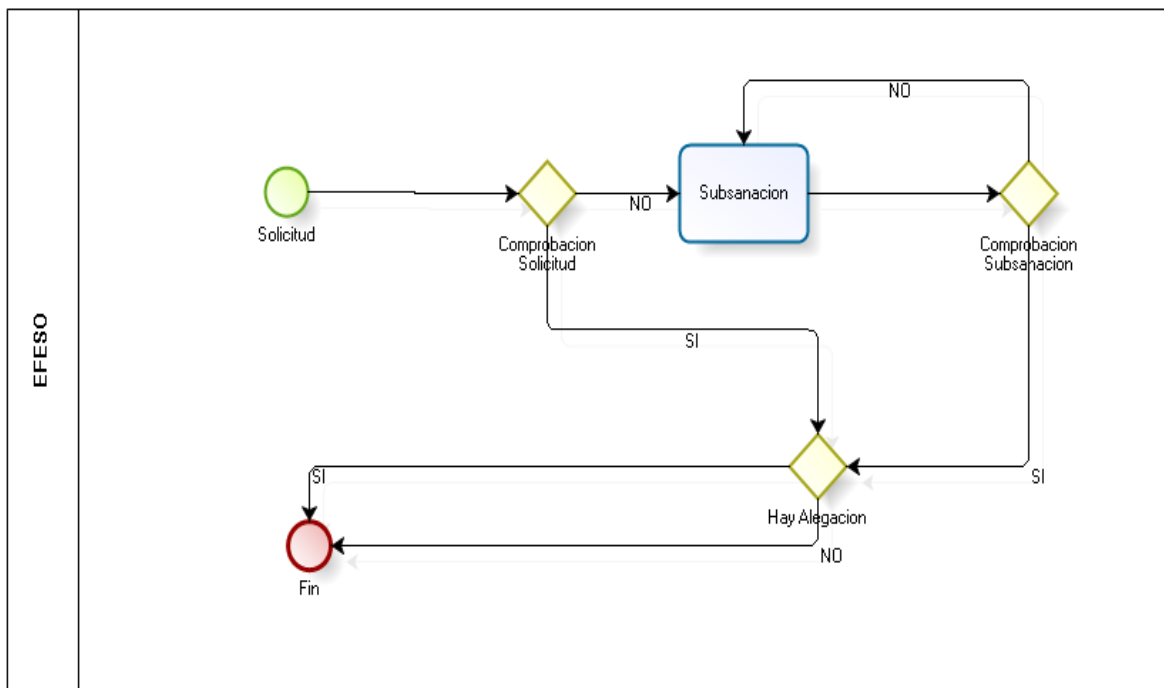 EFESO
NO
Solicitud
NO
Subsanacion
Comprobacion
Solicitud
Comprobacion
Subsanacion
SI
SI
SI
Hay Alegacion
NO
Fin